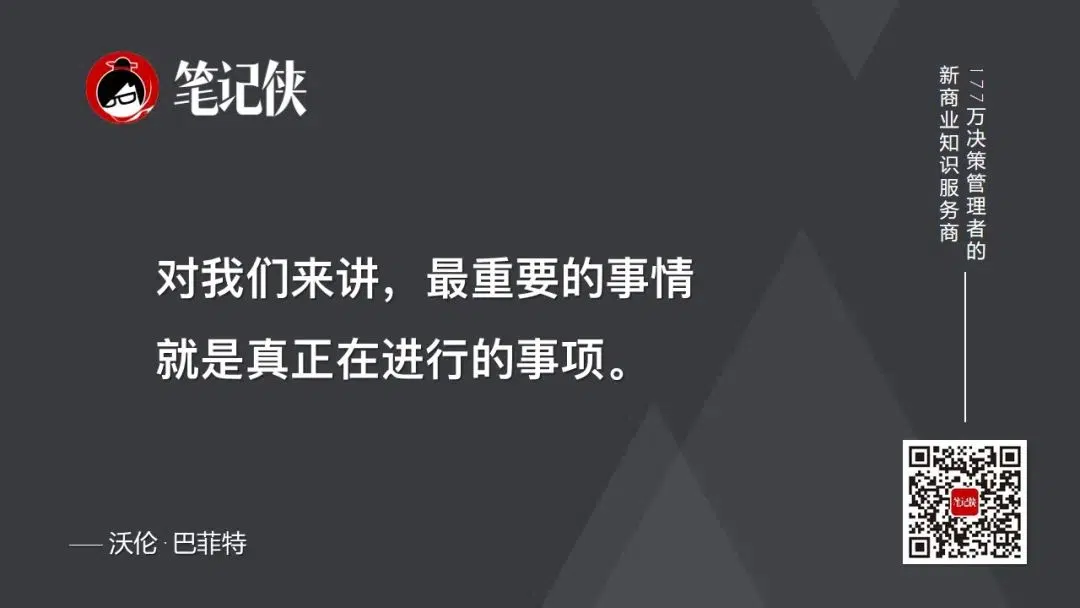 笔记侠
177万决策管理者的
新商业知识服务商
对我们来讲，最重要的事情
就是真正在进行的事项。
—— 沃伦·巴菲特
笔记侠